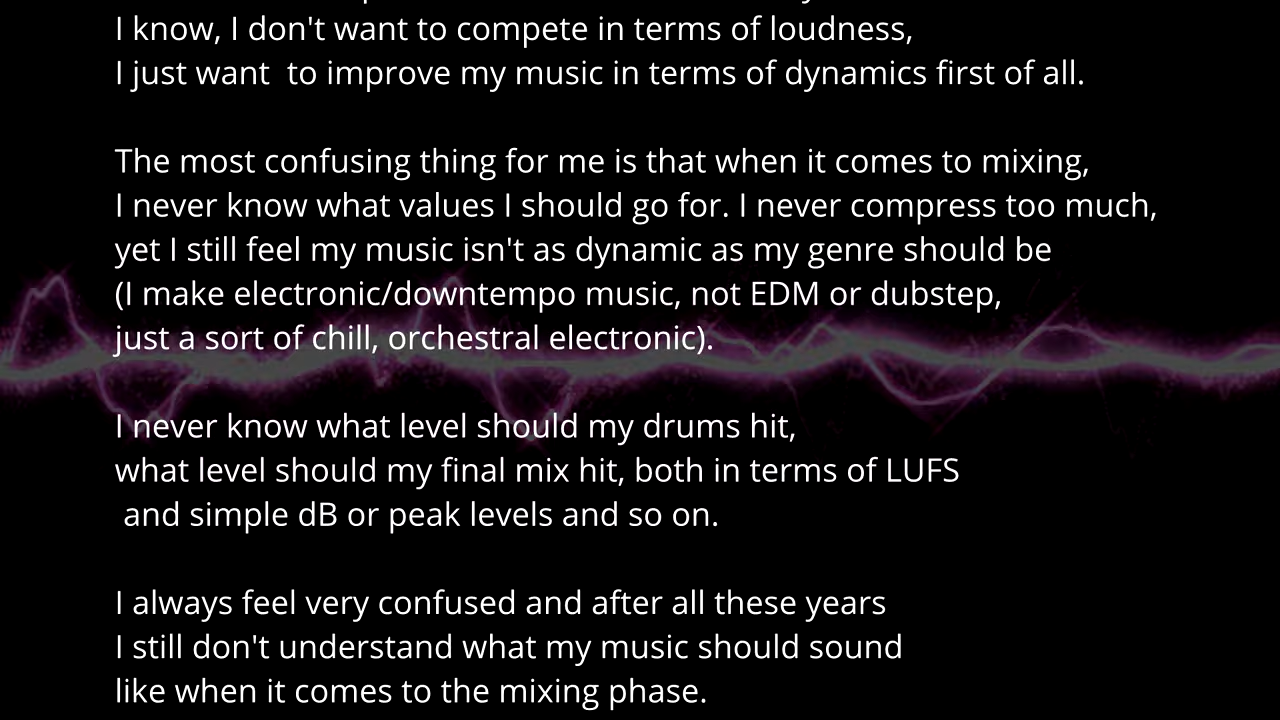 I know, I don't want to compete in terms of loudness,
I just want  to improve my music in terms of dynamics first of all.
The most confusing thing for me is that when it comes to mixing,
I never know what values I should go for. I never compress too much,
yet I still feel my music isn't as dynamic as my genre should be
(I make electronic/downtempo music, not EDM or dubstep,
just a sort of chill, orchestral electronic).
I never know what level should my drums hit,
what level should my final mix hit, both in terms of LUFS
and simple dB or peak levels and so on.
I always feel very confused and after all these years
I still don't understand what my music should sound
like when it comes to the mixing phase.